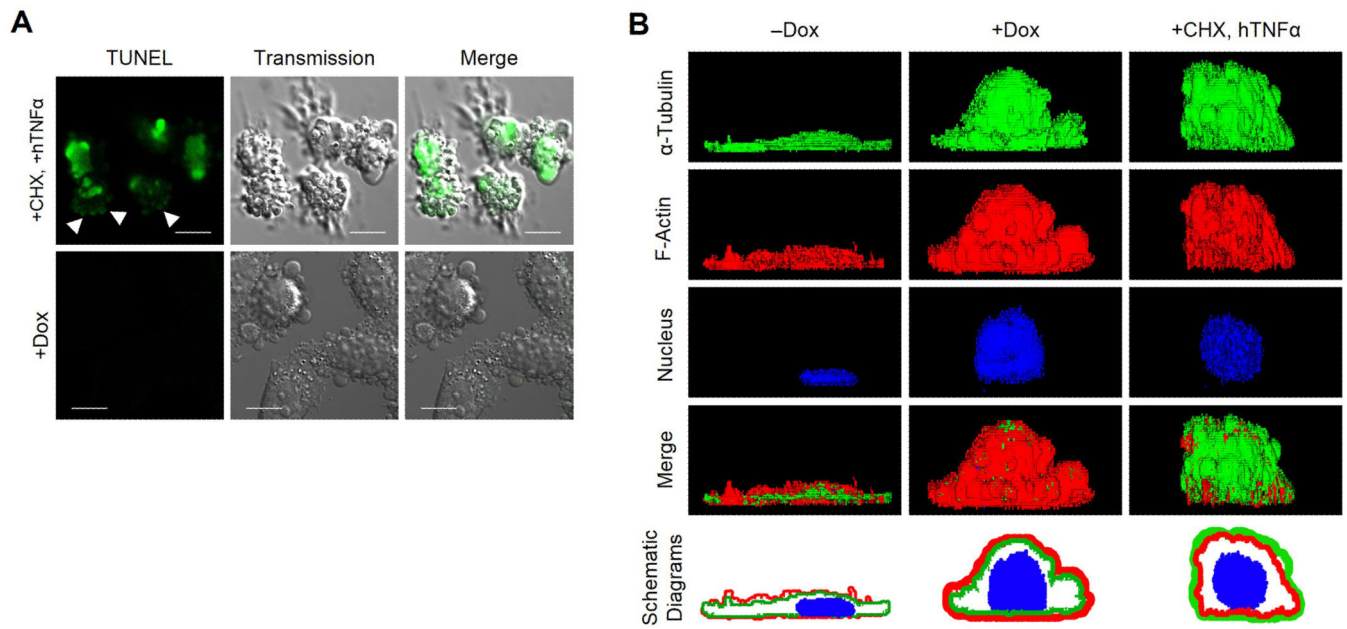 A
TUNEL Transmission Merge
+CHX, +hTNFα
+Dox
B
–Dox +Dox +CHX, hTNFα
α-Tubulin
F-Actin
Nucleus
Merge
Schematic
Diagrams